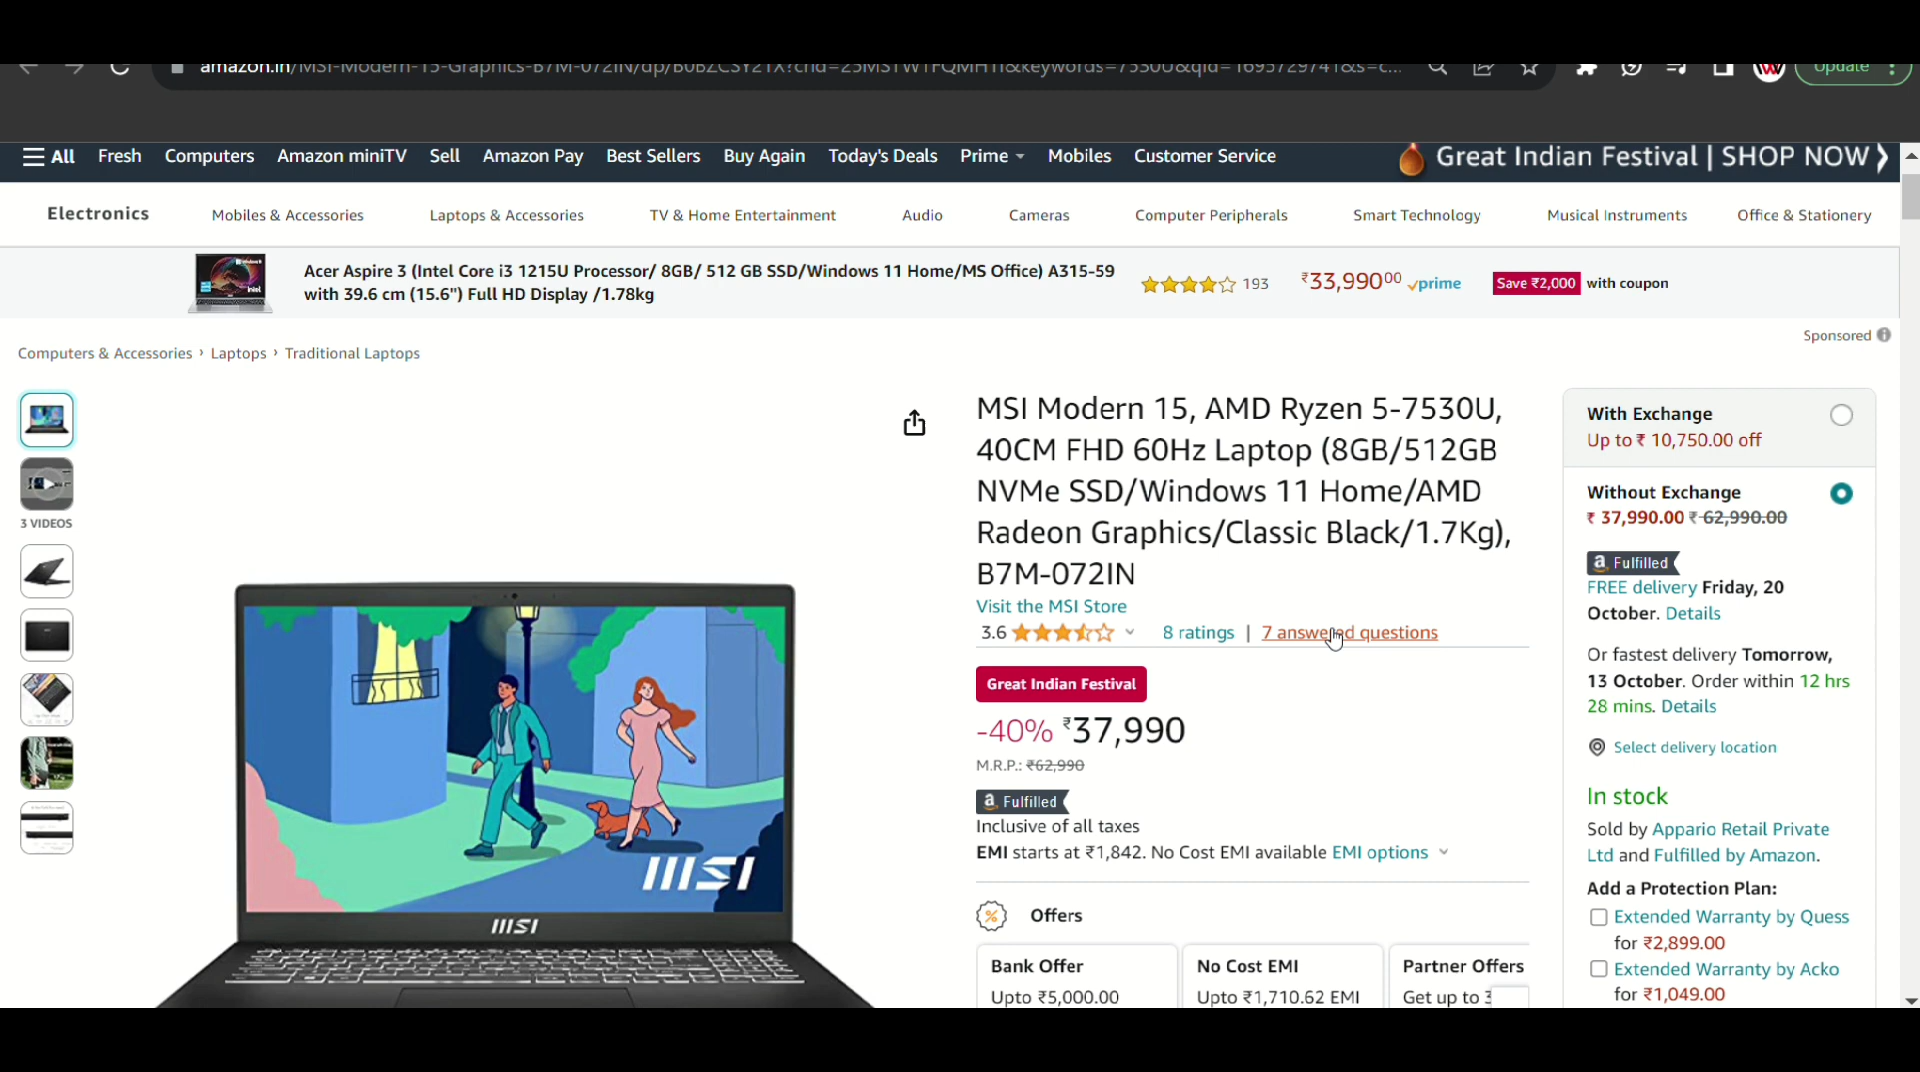 Update
All
Fresh
Computers
Amazon miniTV
Sell
Amazon Pay
Best Sellers
Buy Again
Today's Deals
Prime
Mobiles
Customer Service
Great Indian Festival | SHOP NOW
Electronics
Mobiles & Accessories
Laptops & Accessories
TV & Home Entertainment
Audio
Cameras
Computer Peripherals
Smart Technology
Musical Instruments
Office & Stationery
Acer Aspire 3 (Intel Core i3 1215U Processor/ 8GB/ 512 GB SSD/Windows 11 Home/MS Office) A315-59
with 39.6 cm (15.6") Full HD Display /1.78kg
193
₹33,99000 prime
Save ₹2,000 with coupon
Sponsored
Computers & Accessories › Laptops › Traditional Laptops
3 VIDEOS
msi
msi
MSI Modern 15, AMD Ryzen 5-7530U,
40CM FHD 60Hz Laptop (8GB/512GB
NVMe SSD/Windows 11 Home/AMD
Radeon Graphics/Classic Black/1.7Kg),
B7M-072IN
Visit the MSI Store
3.6
8 ratings | 7 answered questions
Great Indian Festival
-40% ₹37,990
M.R.P.: ₹62,990
a Fulfilled
Inclusive of all taxes
EMI starts at ₹1,842. No Cost EMI available EMI options
Offers
Bank Offer
Upto ₹5,000.00
No Cost EMI
Upto ₹1,710.62 EMI
Partner Offers
Get up to
With Exchange
Up to ₹ 10,750.00 off
Without Exchange
₹ 37,990.00 ₹ 62,990.00
a Fulfilled
FREE delivery Friday, 20
October. Details
Or fastest delivery Tomorrow,
13 October. Order within 12 hrs
28 mins. Details
Select delivery location
In stock
Sold by Appario Retail Private
Ltd and Fulfilled by Amazon.
Add a Protection Plan:
Extended Warranty by Quess
for ₹2,899.00
Extended Warranty by Acko
for ₹1,049.00